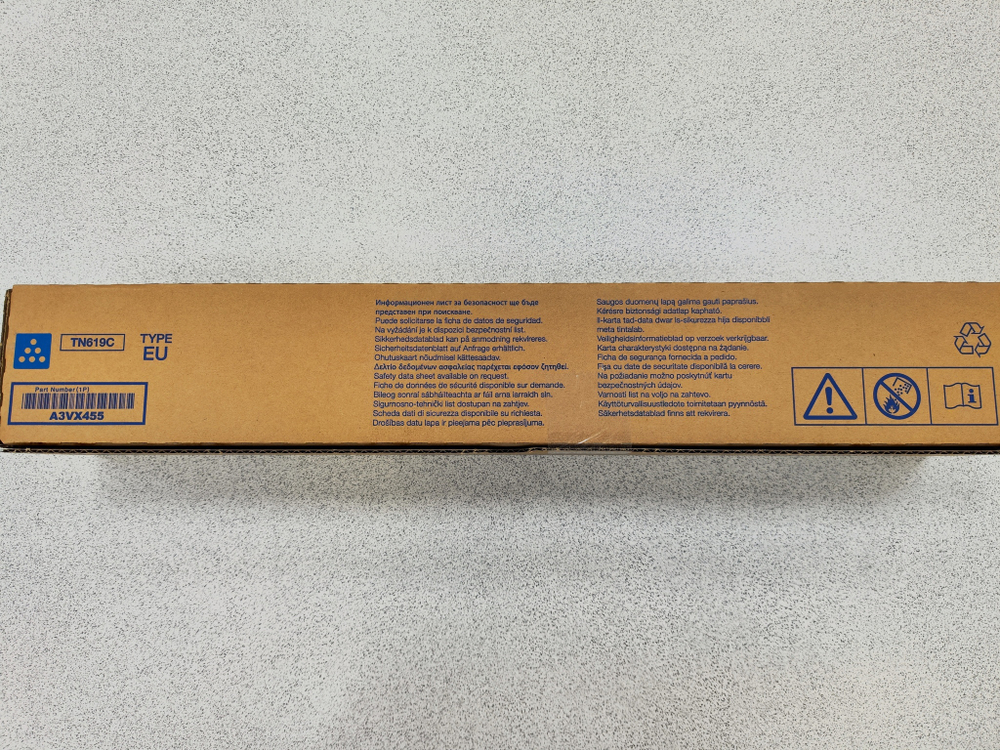 TN619C
TYPE
EU
Part Number(1P)
A3VX455
Информационен лист за безопасност ще бъде
представен при поискване.
Puede solicitarse la ficha de datos de seguridad.
Na vyžádání je k dispozici bezpečnostní list.
Sikkerhedsdatablad kan på anmodning rekvireres.
Sicherheitsdatenblatt auf Anfrage erhältlich.
Ohutuskaart nõudmisel kättesaadav.
Δελτίο δεδομένων ασφαλείας παρέχεται εφόσον ζητηθεί.
Safety data sheet available on request.
Fiche de données de sécurité disponible sur demande.
Bileog sonraí sábháilteachta ar fáil arna iarraidh sin.
Sigurnosno-tehnički list dostupan na zahtjev.
Scheda dati di sicurezza disponibile su richiesta.
Drošības datu lapa ir pieejama pēc pieprasījuma.
Saugos duomenų lapą galima gauti paprašius.
Kérésre biztonsági adatlap kapható.
Il-karta tad-data dwar is-sikurezza hija disponibbli
meta tintalab.
Veiligheidsinformatieblad op verzoek verkrijgbaar.
Karta charakterystyki dostępna na żądanie.
Ficha de segurança fornecida a pedido.
Fișa cu date de securitate disponibilă la cerere.
Na požiadanie možno poskytnúť kartu
bezpečnostných údajov.
Varnosti list na voljo na zahtevo.
Käyttöturvallisuustiedote toimitetaan pyynnöstä.
Säkerhetsdatablad finns att rekvirera.